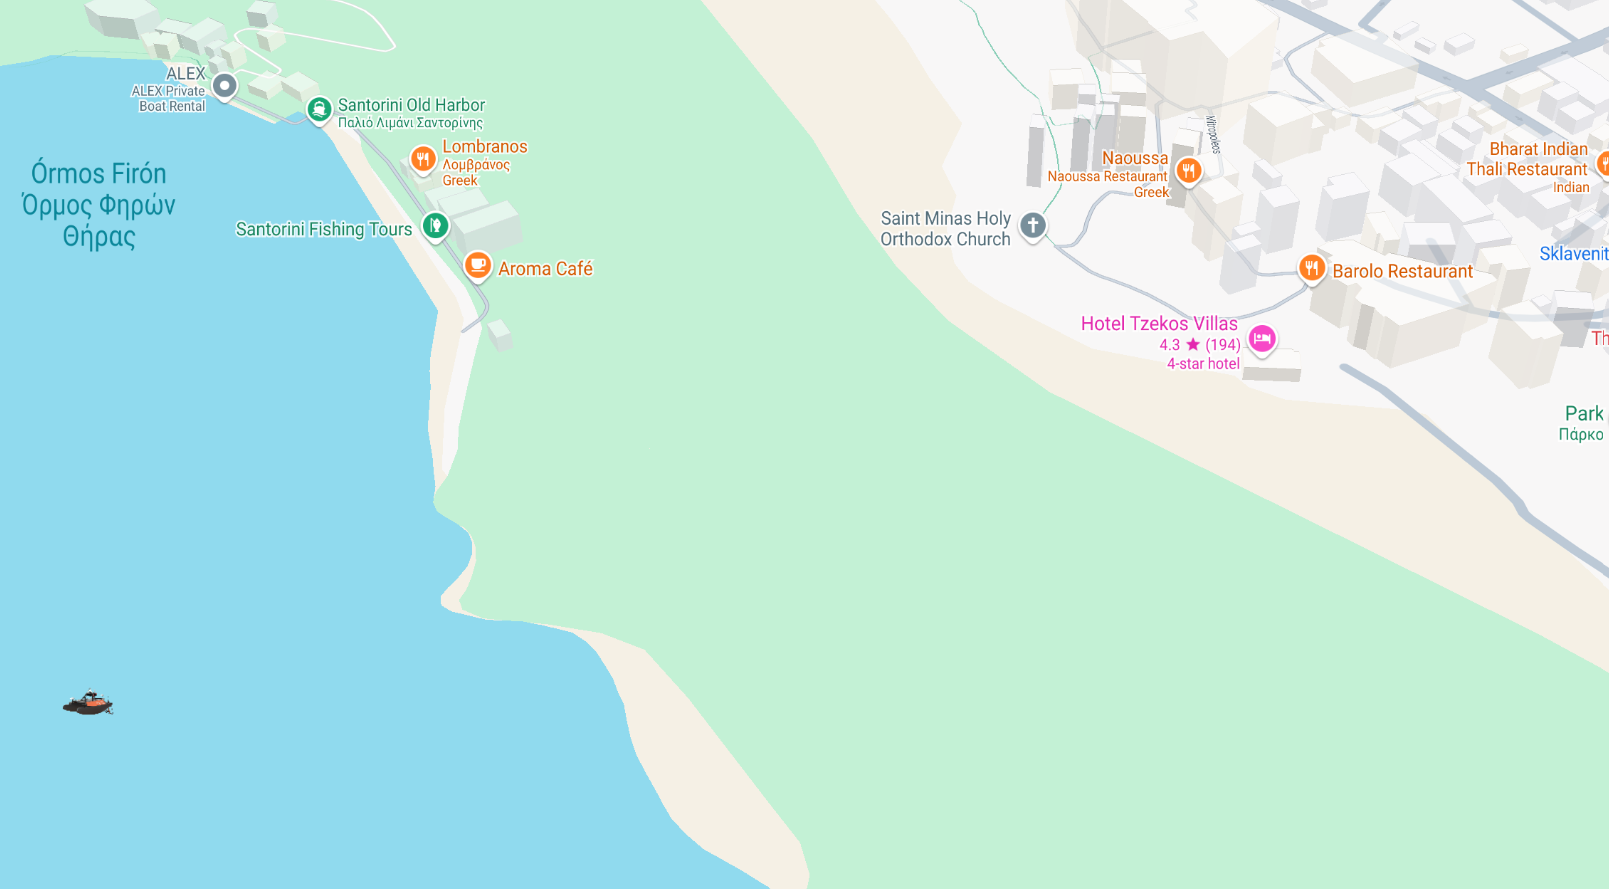 ALEX
ALEX Private
Boat Rental
Santorini Old Harbor
Παλιό Λιμάνι Σαντορίνης
Lombranos
Λομβράνος
Greek
Órmos Firón
Όρμος Φηρών
Θήρας
Santorini Fishing Tours
Aroma Café
Mitropoleos
Naoussa
Naoussa Restaurant
Greek
Bharat Indian
Thali Restaurant
Indian
Saint Minas Holy
Orthodox Church
Sklavenit
Barolo Restaurant
Hotel Tzekos Villas
4.3 ★ (194)
4-star hotel
Th
Park
Πάρκο